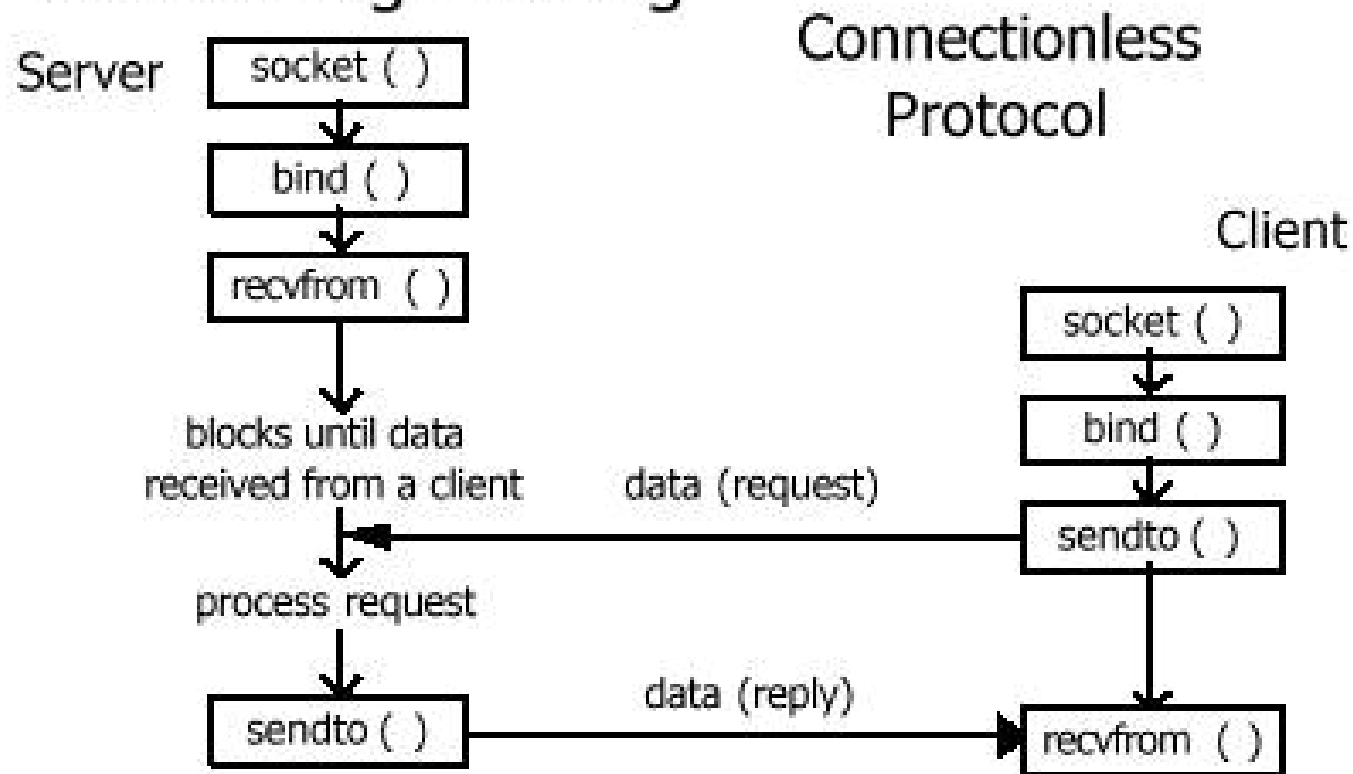 Server
socket ( )
bind ( )
recvfrom ( )
blocks until data
received from a client
process request
sendto ( )
Connectionless
Protocol
Client
socket ( )
bind ( )
sendto ( )
recvfrom ( )
data (request)
data (reply)